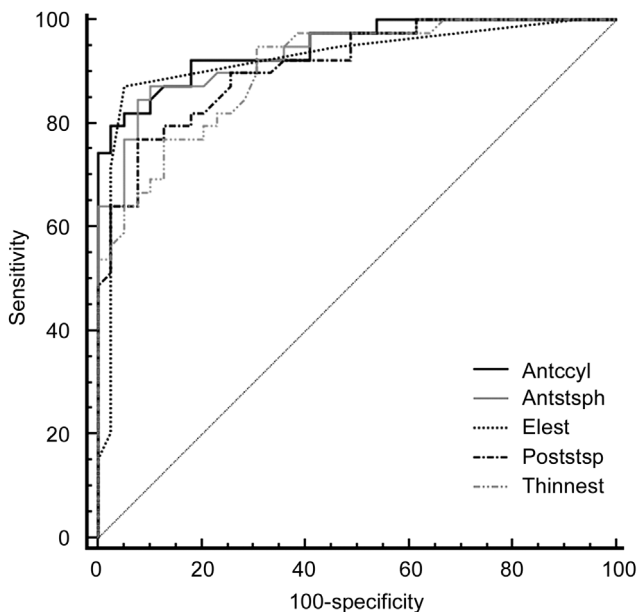 100
80
60
40
20
0
Sensitivity
Antccyl
Antstsph
Elest
Poststsp
Thinnest
0 20 40 60 80 100
100-specificity